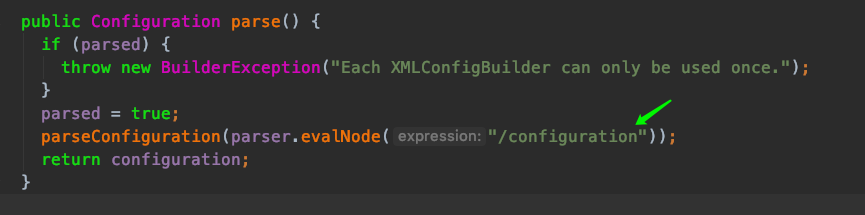 public Configuration parse() {
if (parsed) {
throw new BuilderException("Each XMLConfigBuilder can only be used once.");
}
parsed = true;
parseConfiguration(parser.evalNode( expression: "/configuration"));
return configuration;
}